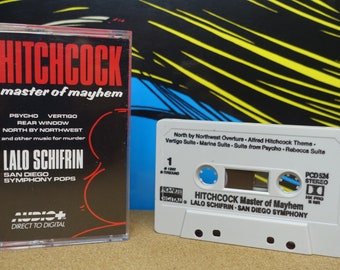 HITCHCOCK
master of mayhem
PSYCHO VERTIGO
REAR WINDOW
NORTH BY NORTHWEST
and other music for murder
LALO SCHIFRIN
SAN DIEGO
SYMPHONY POPS
AUDIO+
DIRECT TO DIGITAL
North by Northwest Overture - Alfred Hitchcock Theme -
Vertigo Suite - Marnie Suite - Suite from Psycho - Rebecca Suite
1
PCD524
STEREO
HITCHCOCK Master of Mayhem
LALO SCHIFRIN - SAN DIEGO SYMPHONY